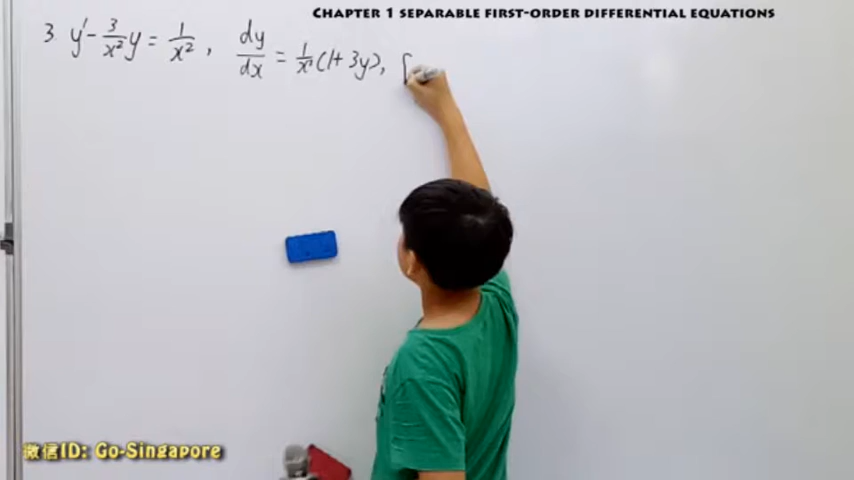 CHAPTER 1 SEPARABLE FIRST-ORDER DIFFERENTIAL EQUATIONS
3. y' - 3/x² y = 1/x² , dy/dx = 1/x² (1+3y), ∫
微信ID: Go-Singapore